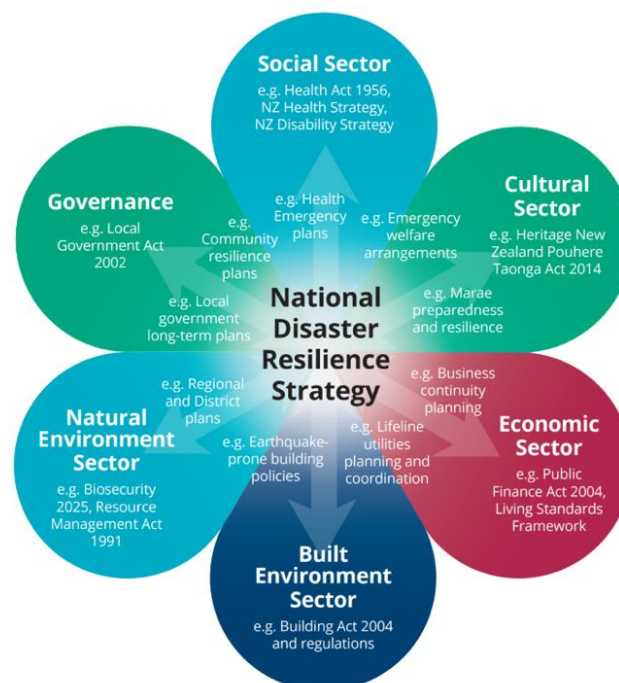 Social Sector
e.g. Health Act 1956,
NZ Health Strategy,
NZ Disability Strategy
Governance
e.g. Local
Government Act
2002
Cultural
Sector
e.g. Heritage New
Zealand Pouhere
Taonga Act 2014
e.g. Health
Emergency
plans
e.g.
Community
resilience
plans
e.g. Emergency
welfare
arrangements
e.g. Local
government
long-term plans
e.g. Marae
preparedness
and resilience
National
Disaster
Resilience
Strategy
e.g. Regional
and District
plans
e.g. Business
continuity
planning
e.g. Earthquake-
prone building
policies
e.g. Lifeline
utilities
planning and
coordination
Natural
Environment
Sector
e.g. Biosecurity
2025, Resource
Management Act
1991
Economic
Sector
e.g. Public
Finance Act 2004,
Living Standards
Framework
Built
Environment
Sector
e.g. Building Act 2004
and regulations